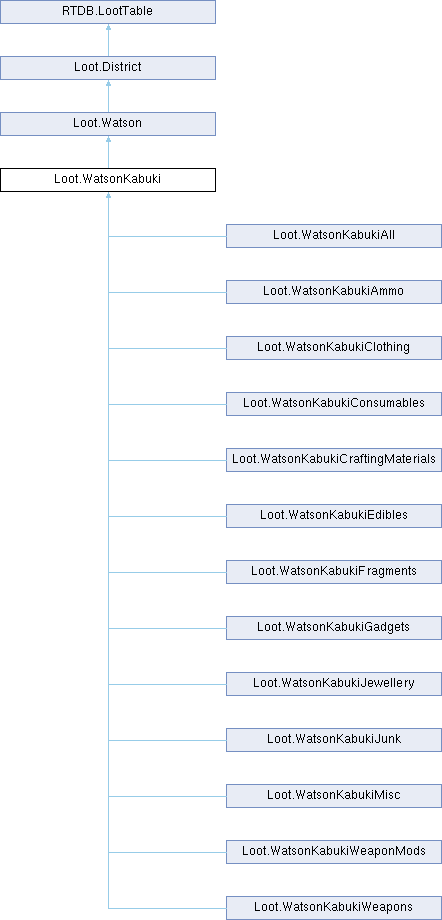 RTDB.LootTable
Loot.District
Loot.Watson
Loot.WatsonKabuki
Loot.WatsonKabukiAll
Loot.WatsonKabukiAmmo
Loot.WatsonKabukiClothing
Loot.WatsonKabukiConsumables
Loot.WatsonKabukiCraftingMaterials
Loot.WatsonKabukiEdibles
Loot.WatsonKabukiFragments
Loot.WatsonKabukiGadgets
Loot.WatsonKabukiJewellery
Loot.WatsonKabukiJunk
Loot.WatsonKabukiMisc
Loot.WatsonKabukiWeaponMods
Loot.WatsonKabukiWeapons